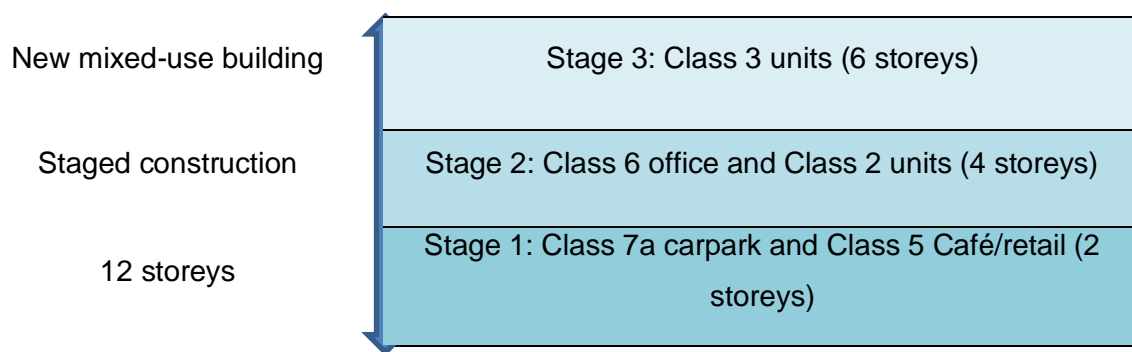 New mixed-use building
Stage 3: Class 3 units (6 storeys)
Staged construction
Stage 2: Class 6 office and Class 2 units (4 storeys)
12 storeys
Stage 1: Class 7a carpark and Class 5 Café/retail (2
storeys)